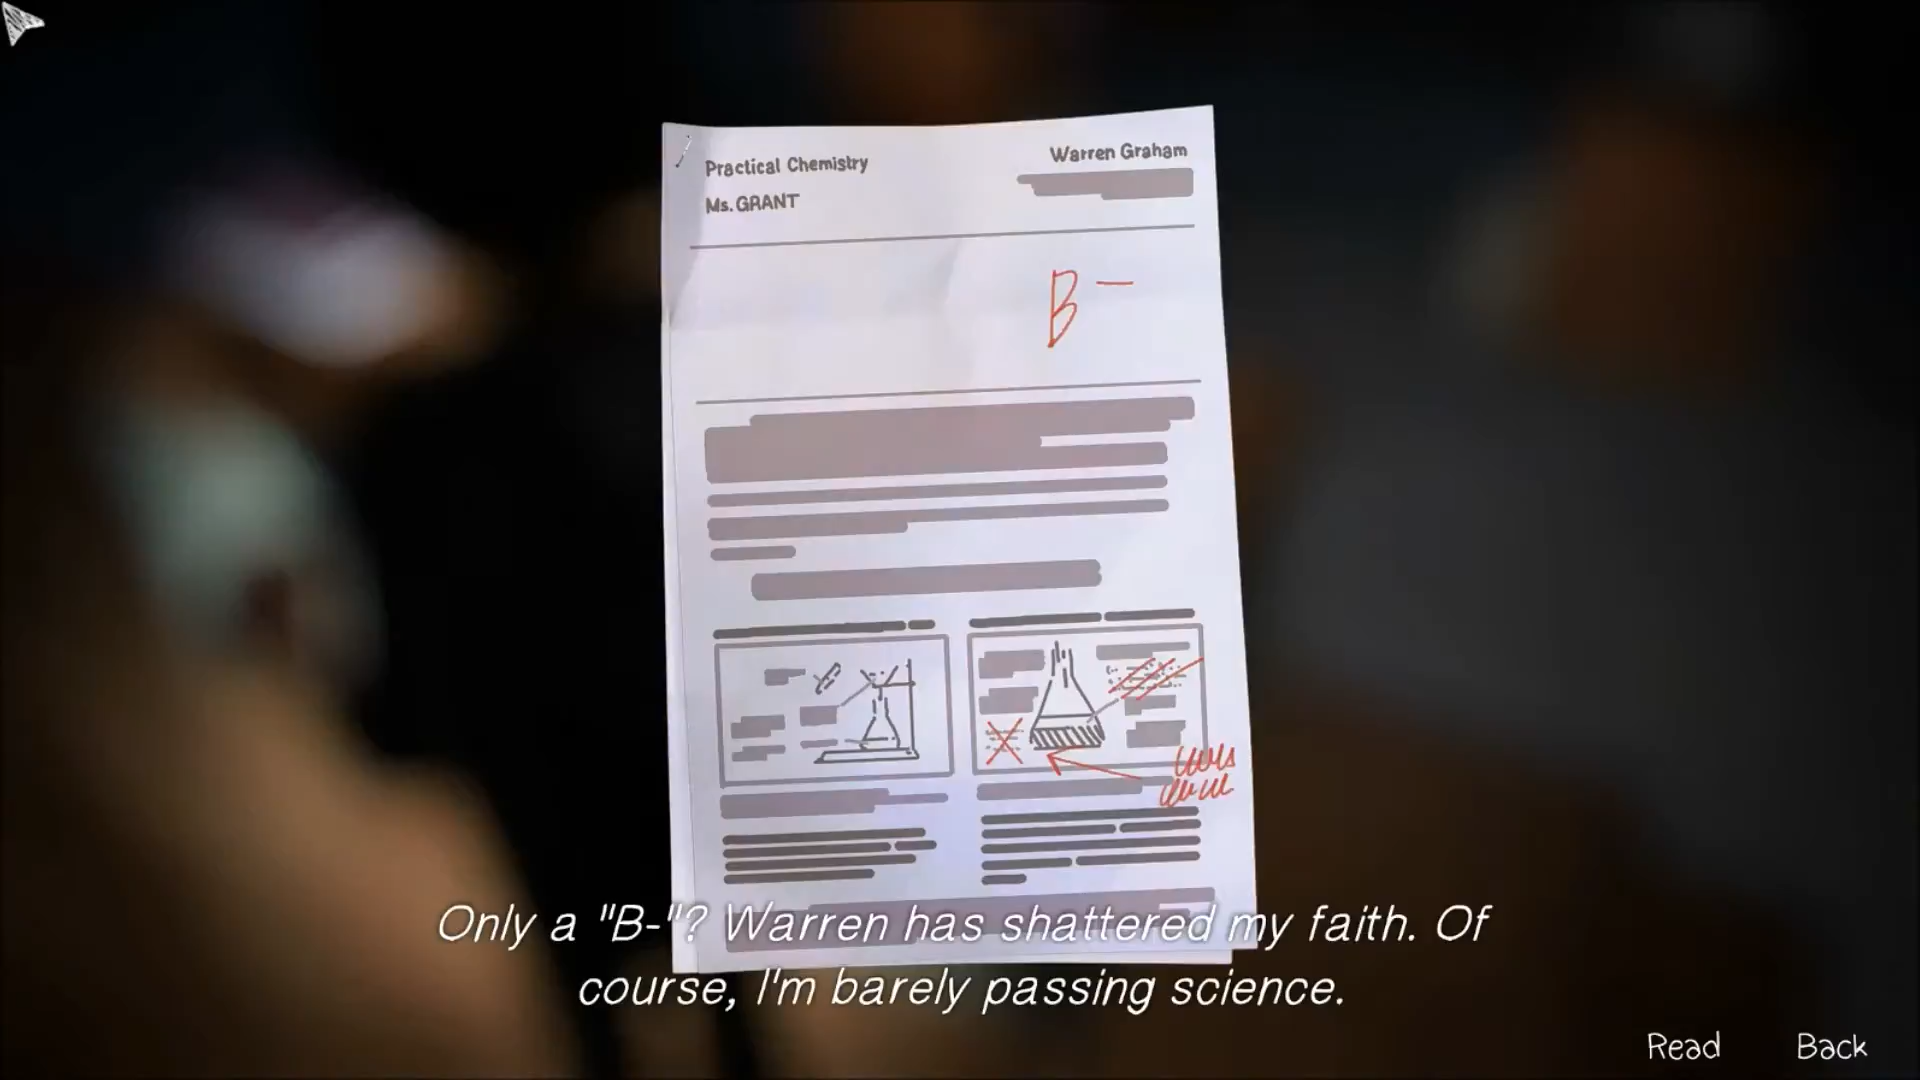 Practical Chemistry
Warren Graham
Ms. GRANT
B-
Only a "B-"? Warren has shattered my faith. Of
course, I'm barely passing science.
Read
Back